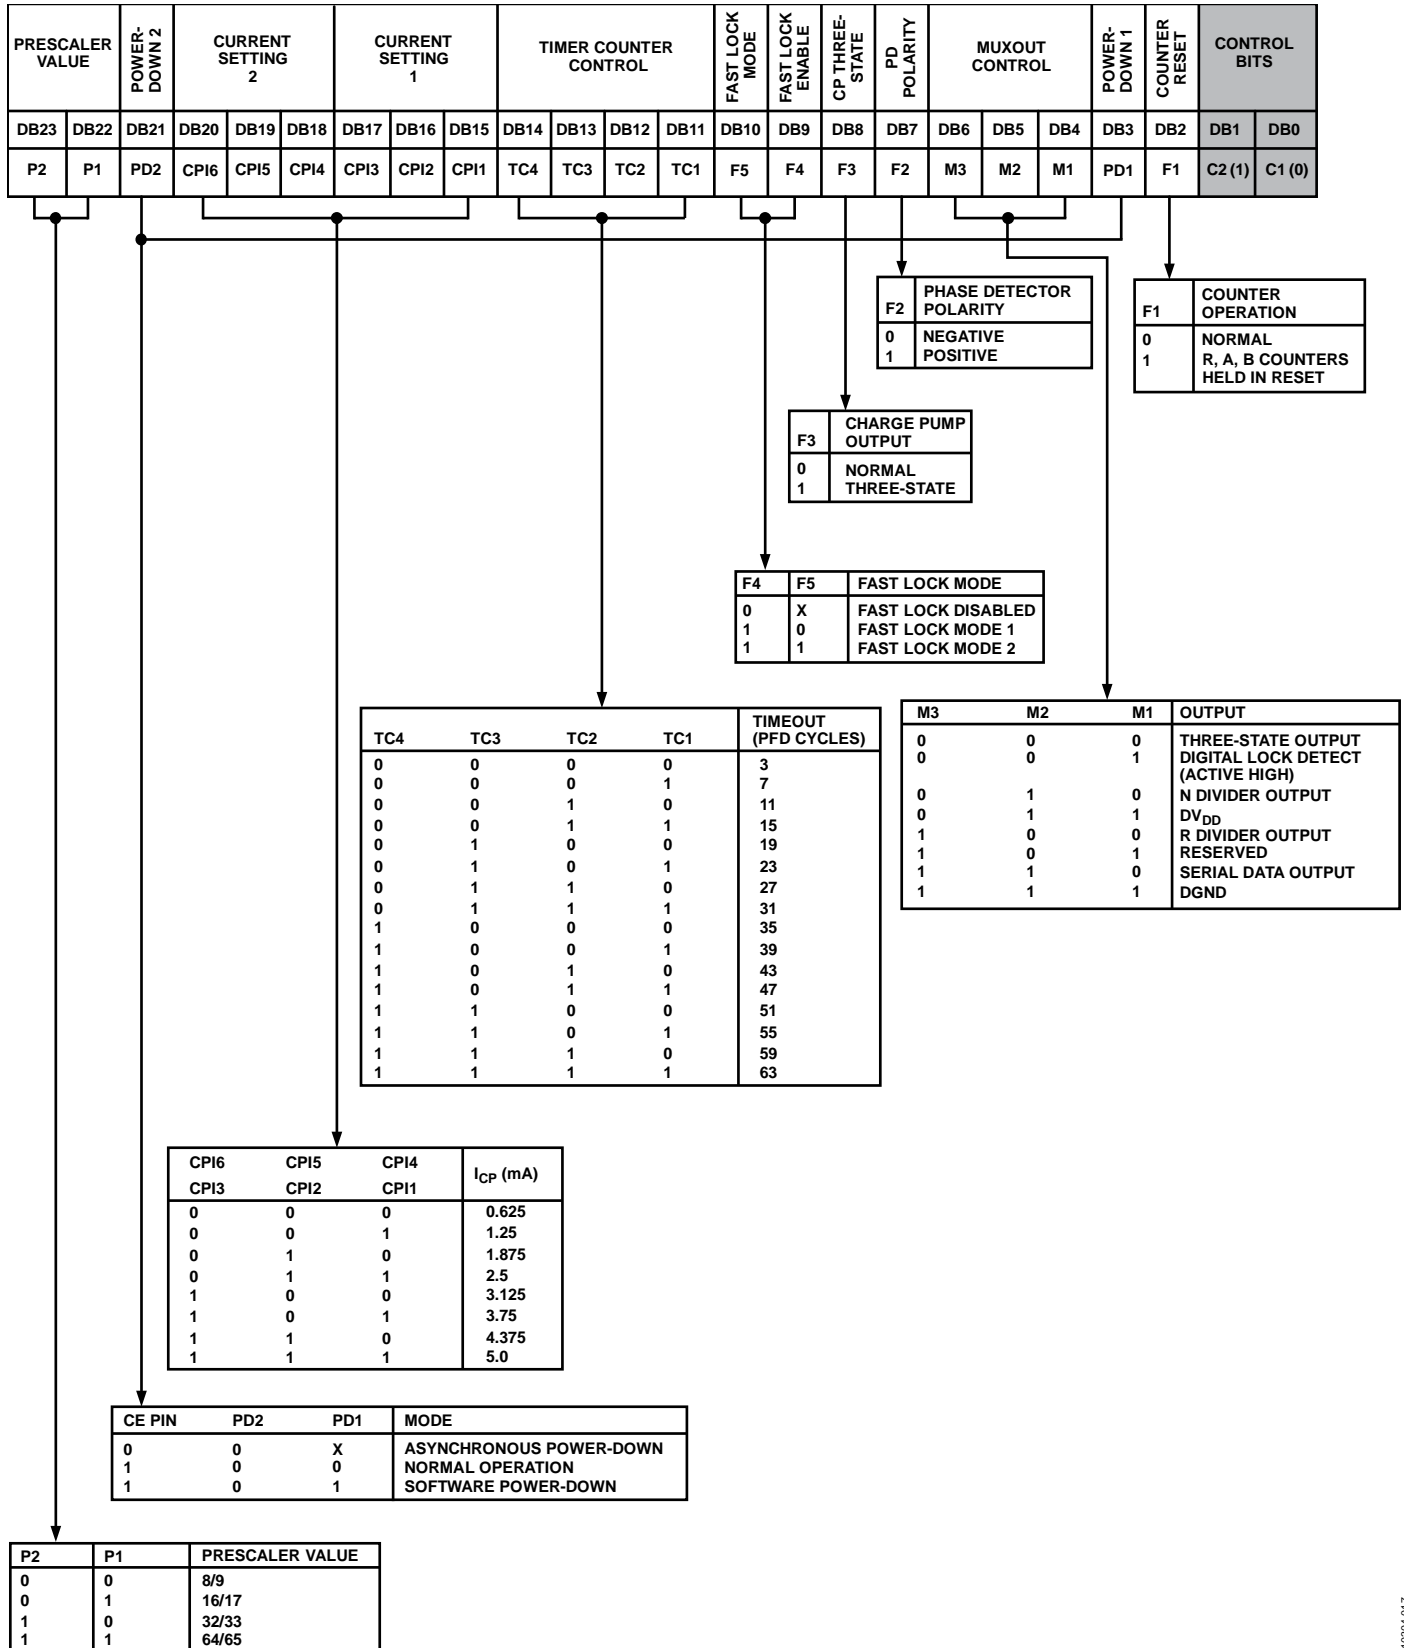 PRESCALER VALUE
POWER-DOWN 2
CURRENT SETTING 2
CURRENT SETTING 1
TIMER COUNTER CONTROL
FAST LOCK MODE
FAST LOCK ENABLE
CP THREE-STATE
PD POLARITY
MUXOUT CONTROL
POWER-DOWN 1
COUNTER RESET
CONTROL BITS
DB23 DB22 DB21 DB20 DB19 DB18 DB17 DB16 DB15 DB14 DB13 DB12 DB11 DB10 DB9 DB8 DB7 DB6 DB5 DB4 DB3 DB2 DB1 DB0
P2 P1 PD2 CPI6 CPI5 CPI4 CPI3 CPI2 CPI1 TC4 TC3 TC2 TC1 F5 F4 F3 F2 M3 M2 M1 PD1 F1 C2 (1) C1 (0)
F2 PHASE DETECTOR POLARITY
0 NEGATIVE
1 POSITIVE
F1 COUNTER OPERATION
0 NORMAL
1 R, A, B COUNTERS
HELD IN RESET
F3 CHARGE PUMP OUTPUT
0 NORMAL
1 THREE-STATE
F4 F5 FAST LOCK MODE
0 X FAST LOCK DISABLED
1 0 FAST LOCK MODE 1
1 1 FAST LOCK MODE 2
TC4 TC3 TC2 TC1 TIMEOUT (PFD CYCLES)
0 0 0 0 3
0 0 0 1 7
0 0 1 0 11
0 0 1 1 15
0 1 0 0 19
0 1 0 1 23
0 1 1 0 27
0 1 1 1 31
1 0 0 0 35
1 0 0 1 39
1 0 1 0 43
1 0 1 1 47
1 1 0 0 51
1 1 0 1 55
1 1 1 0 59
1 1 1 1 63
M3 M2 M1 OUTPUT
0 0 0 THREE-STATE OUTPUT
0 0 1 DIGITAL LOCK DETECT
(ACTIVE HIGH)
0 1 0 N DIVIDER OUTPUT
0 1 1 DVDD
1 0 0 R DIVIDER OUTPUT
1 0 1 RESERVED
1 1 0 SERIAL DATA OUTPUT
1 1 1 DGND
CPI6 CPI5 CPI4 ICP (mA)
CPI3 CPI2 CPI1
0 0 0 0.625
0 0 1 1.25
0 1 0 1.875
0 1 1 2.5
1 0 0 3.125
1 0 1 3.75
1 1 0 4.375
1 1 1 5.0
CE PIN PD2 PD1 MODE
0 0 X ASYNCHRONOUS POWER-DOWN
1 0 0 NORMAL OPERATION
1 0 1 SOFTWARE POWER-DOWN
P2 P1 PRESCALER VALUE
0 0 8/9
0 1 16/17
1 0 32/33
1 1 64/65